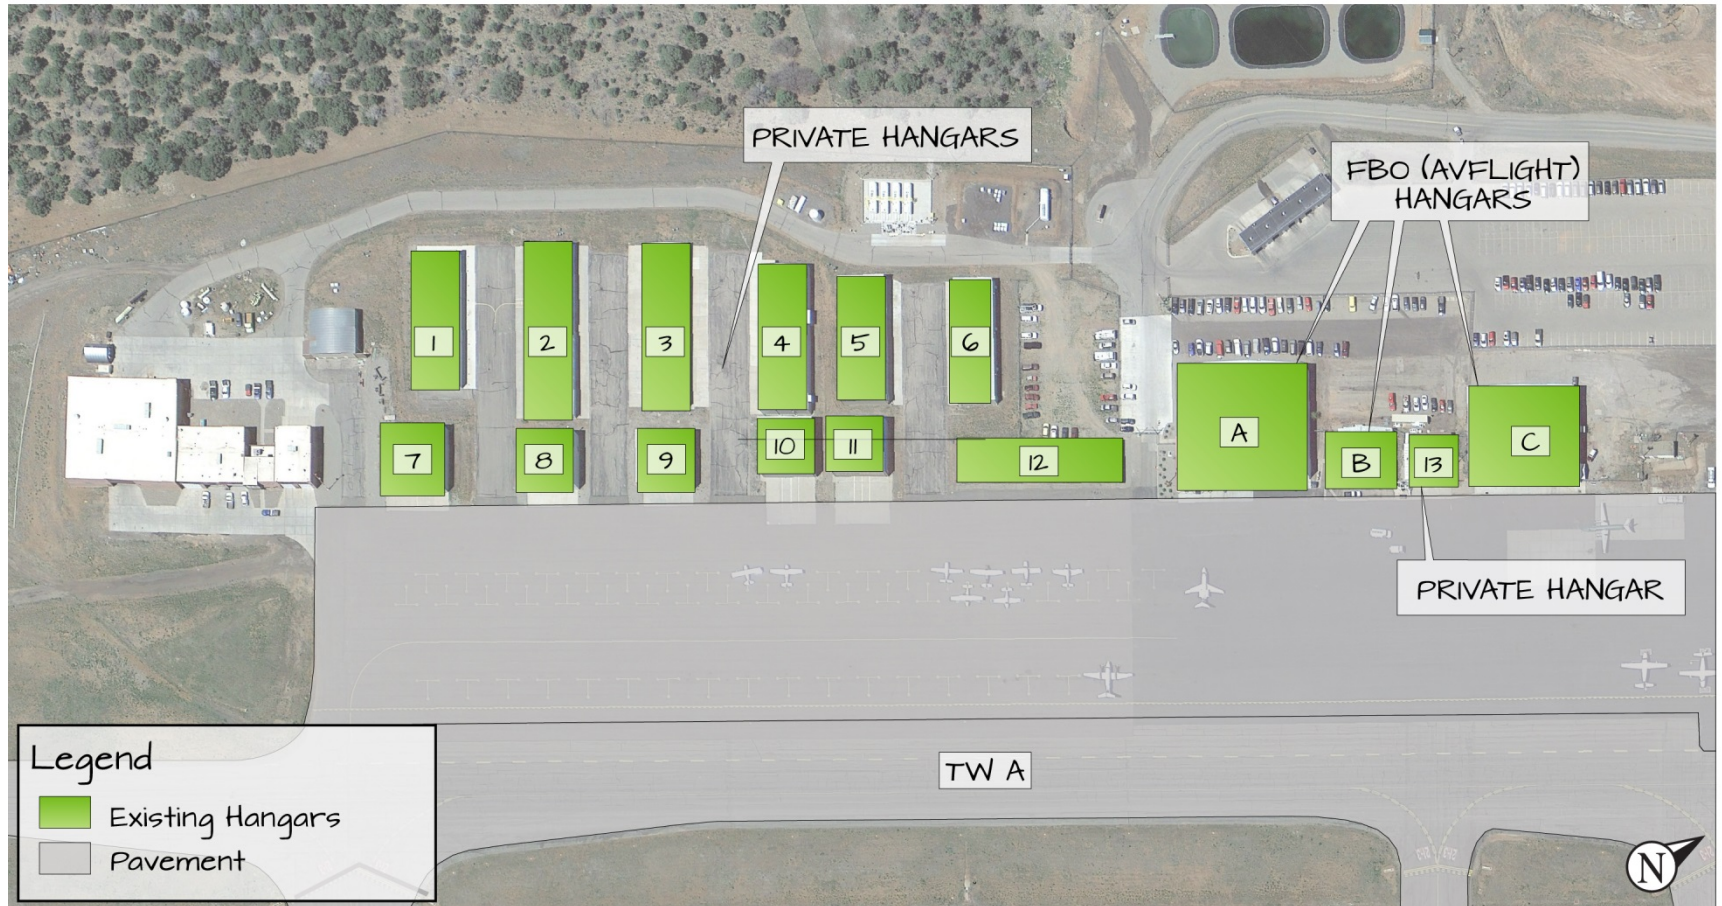 PRIVATE HANGARS
FBO (AVFLIGHT)
HANGARS
1
2
3
4
5
6
7
8
9
10
11
12
A
B
13
C
PRIVATE HANGAR
TW A
Legend
Existing Hangars
Pavement
N